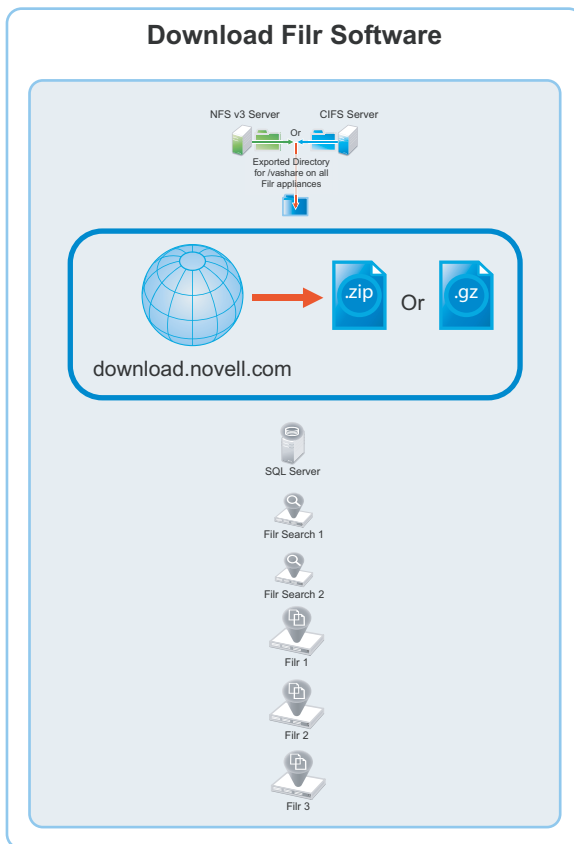 Download Filr Software
NFS v3 Server
CIFS Server
Or
Exported Directory
for /vashare on all
Filr appliances
V
.zip
Or
.gz
download.novell.com
SQL Server
Filr Search 1
Filr Search 2
Filr 1
Filr 2
Filr 3